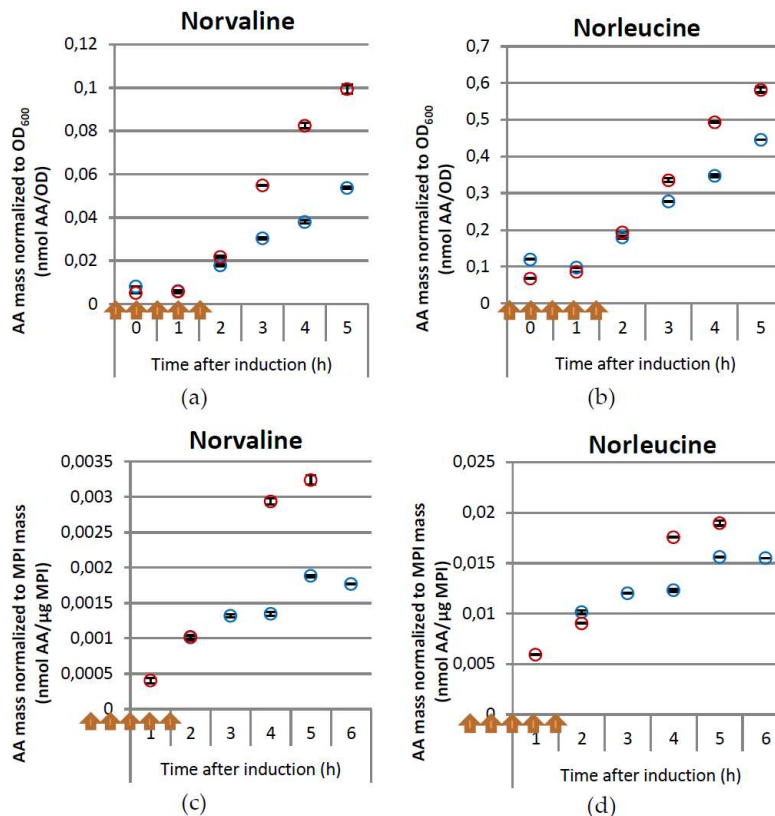 Norvaline
AA mass normalized to OD600
(nmol AA/OD)
0,12
0,1
0,08
0,06
0,04
0,02
0
0 1 2 3 4 5
Time after induction (h)
(a)
Norleucine
AA mass normalized to OD600
(nmol AA/OD)
0,7
0,6
0,5
0,4
0,3
0,2
0,1
0
0 1 2 3 4 5
Time after induction (h)
(b)
Norvaline
AA mass normalized to MPI mass
(nmol AA/μg MPI)
0,0035
0,003
0,0025
0,002
0,0015
0,001
0,0005
0
1 2 3 4 5 6
Time after induction (h)
(c)
Norleucine
AA mass normalized to MPI mass
(nmol AA/μg MPI)
0,025
0,02
0,015
0,01
0,005
0
1 2 3 4 5 6
Time after induction (h)
(d)